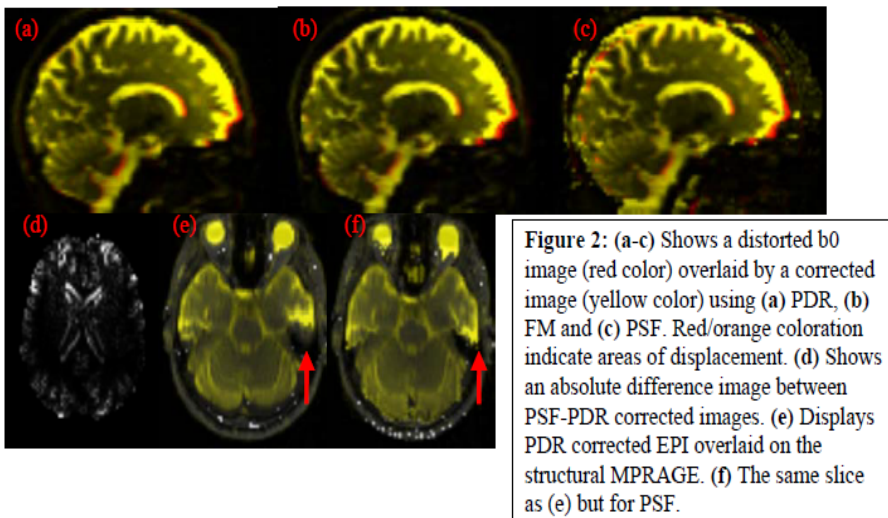 (a)
(b)
(c)
(d)
(e)
(f)
Figure 2: (a-c) Shows a distorted b0
image (red color) overlaid by a corrected
image (yellow color) using (a) PDR, (b)
FM and (c) PSF. Red/orange coloration
indicate areas of displacement. (d) Shows
an absolute difference image between
PSF-PDR corrected images. (e) Displays
PDR corrected EPI overlaid on the
structural MPRAGE. (f) The same slice
as (e) but for PSF.